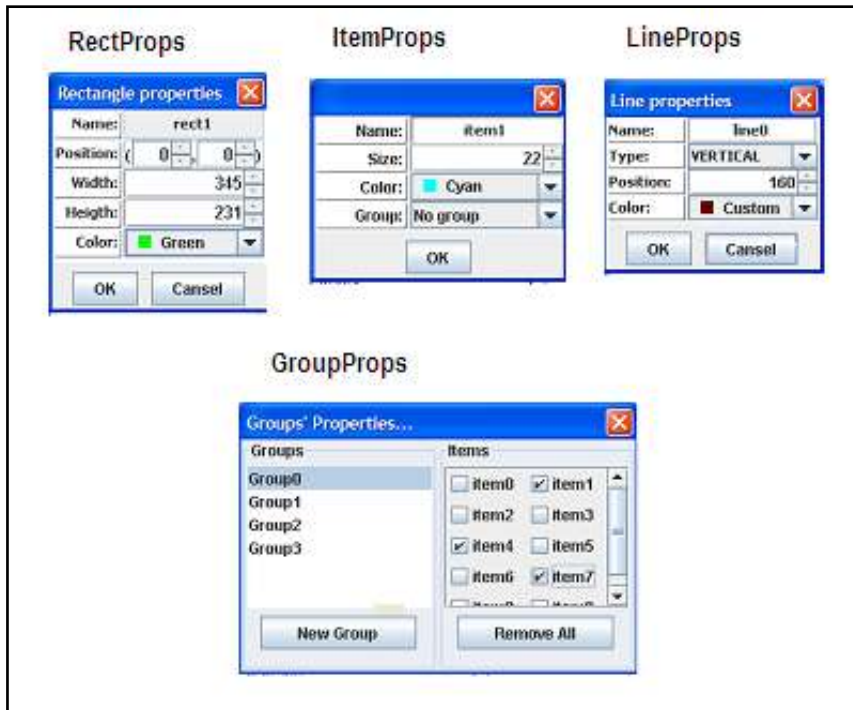 RectProps
ItemProps
LineProps
Rectangle properties
Name: rect1
Position: ( 0 , 0 )
Width: 345
Heigth: 231
Color: Green
OK Cansel
Name: item1
Size: 22
Color: Cyan
Group: No group
OK
Line properties
Name: line0
Type: VERTICAL
Position: 160
Color: Custom
OK Cansel
GroupProps
Groups' Properties...
Groups
Group0
Group1
Group2
Group3
New Group
Items
item0 item1
item2 item3
item4 item5
item6 item7
Remove All